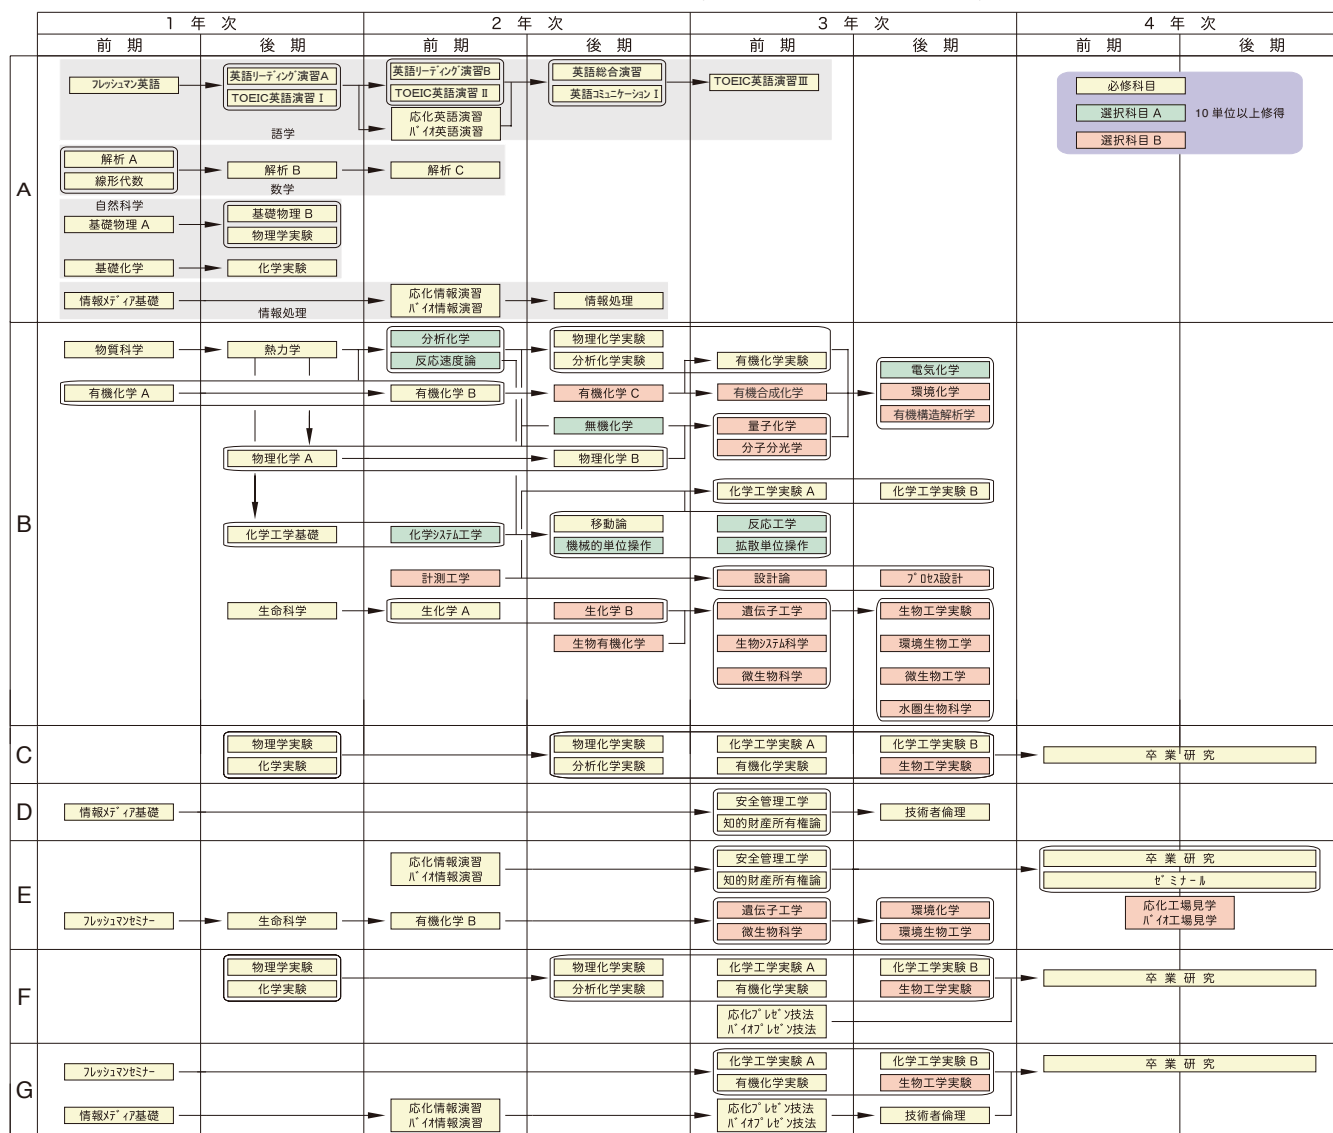 1 年 次
2 年 次
3 年 次
4 年 次
前 期
後 期
前 期
後 期
前 期
後 期
前 期
後 期
A
フレッシュマン英語
英語リーディング演習A
TOEIC英語演習 I
英語リーディング演習B
TOEIC英語演習 II
応化英語演習
バイオ英語演習
英語総合演習
英語コミュニケーション I
TOEIC英語演習 III
語学
必修科目
選択科目 A
10 単位以上修得
選択科目 B
解析 A
線形代数
解析 B
解析 C
数学
自然科学
基礎物理 A
基礎物理 B
物理学実験
基礎化学
化学実験
情報メディア基礎
応化情報演習
バイオ情報演習
情報処理
情報処理
B
物質科学
熱力学
分析化学
反応速度論
物理化学実験
分析化学実験
有機化学実験
電気化学
環境化学
有機構造解析学
有機化学 A
有機化学 B
有機化学 C
有機合成化学
無機化学
量子化学
分子分光学
物理化学 A
物理化学 B
化学工学実験 A
化学工学実験 B
化学工学基礎
化学システム工学
移動論
機械的単位操作
反応工学
拡散単位操作
計測工学
設計論
プロセス設計
生命科学
生化学 A
生化学 B
生物有機化学
遺伝子工学
生物システム科学
微生物科学
生物工学実験
環境生物工学
微生物工学
水圏生物科学
C
物理学実験
化学実験
物理化学実験
分析化学実験
化学工学実験 A
有機化学実験
化学工学実験 B
生物工学実験
卒 業 研 究
D
情報メディア基礎
安全管理工学
知的財産所有権論
技術者倫理
E
応化情報演習
バイオ情報演習
安全管理工学
知的財産所有権論
卒 業 研 究
ゼミナール
フレッシュマンセミナー
生命科学
有機化学 B
遺伝子工学
微生物科学
環境化学
環境生物工学
応化工場見学
バイオ工場見学
F
物理学実験
化学実験
物理化学実験
分析化学実験
化学工学実験 A
有機化学実験
化学工学実験 B
生物工学実験
卒 業 研 究
応化プレゼン技法
バイオプレゼン技法
G
フレッシュマンセミナー
化学工学実験 A
有機化学実験
化学工学実験 B
生物工学実験
卒 業 研 究
情報メディア基礎
応化情報演習
バイオ情報演習
応化プレゼン技法
バイオプレゼン技法
技術者倫理